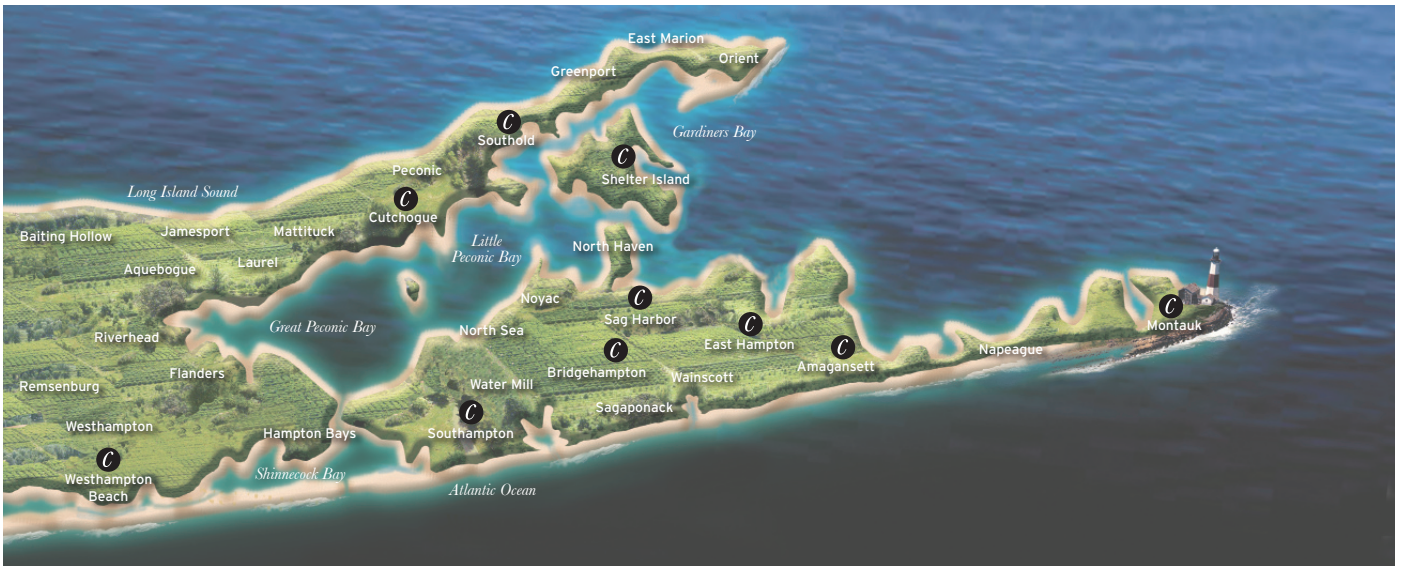 East Marion
Orient
Greenport
C
Southold
Gardiners Bay
C
Shelter Island
Peconic
Long Island Sound
C
Cutchogue
Baiting Hollow
Jamesport
Mattituck
Little
Peconic Bay
North Haven
Aquebogue
Laurel
Noyac
C
Sag Harbor
C
Montauk
Great Peconic Bay
North Sea
Riverhead
C
East Hampton
C
Amagansett
Napeague
C
Bridgehampton
Flanders
Remsenburg
Water Mill
Wainscott
Sagaponack
C
Southampton
Westhampton
Hampton Bays
C
Westhampton
Beach
Shinnecock Bay
Atlantic Ocean